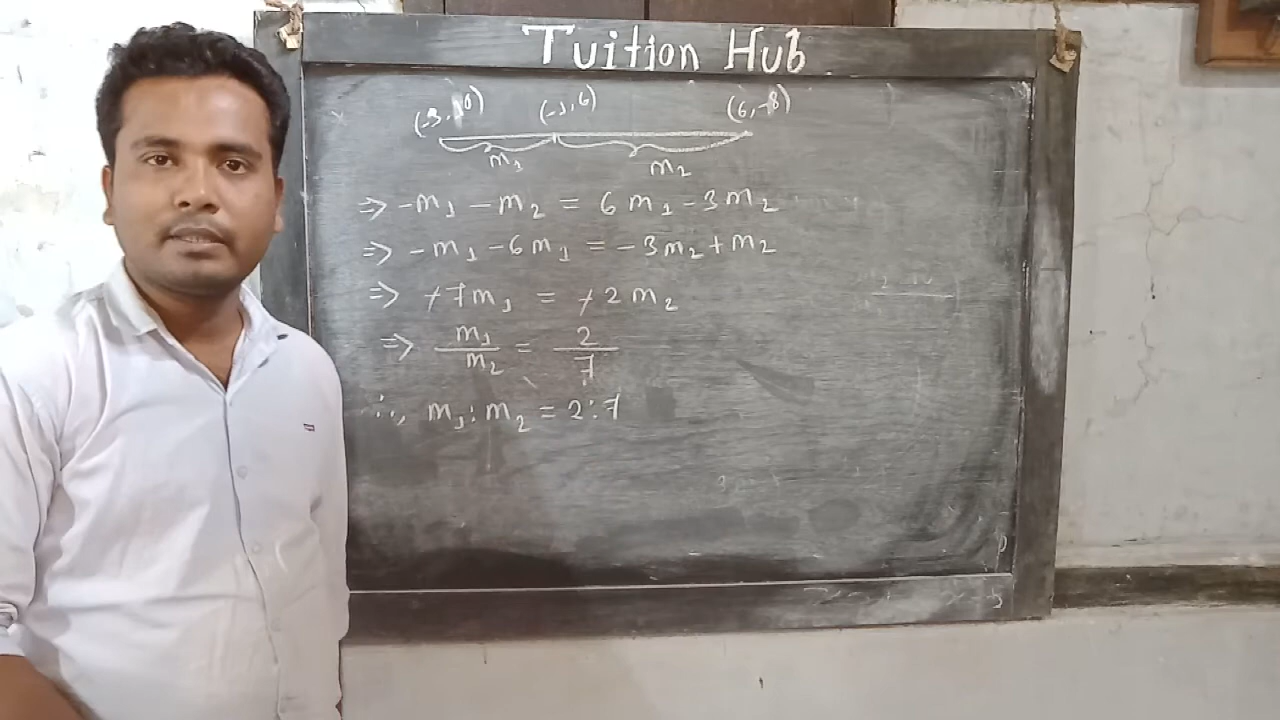 Tuition Hub
(-3, 10) (-1, 6) (6, -8)
m₁ m₂
⇒ -m₁ - m₂ = 6m₁ - 3m₂
⇒ -m₁ - 6m₁ = -3m₂ + m₂
⇒ -7m₁ = -2m₂
⇒ m₁/m₂ = 2/7
∴, m₁ : m₂ = 2 : 7